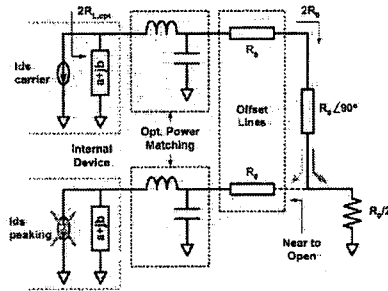 2R_L,opt
2R_0
Ids
carrier
a+jb
R_0
Offset
Lines
R_0∠90°
Internal
Device
Opt. Power
Matching
Ids
peaking
a+jb
R_0
Near to
Open
R_0/2